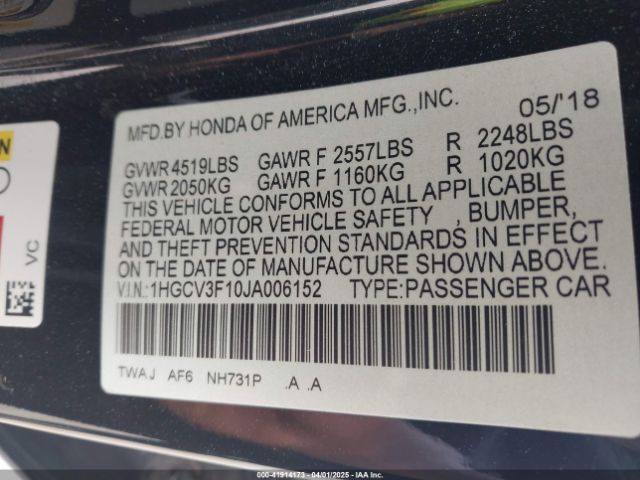 MFD.BY HONDA OF AMERICA MFG.,INC. 05/'18
GVWR 4519LBS GAWR F 2557LBS R 2248LBS
GVWR 2050KG GAWR F 1160KG R 1020KG
THIS VEHICLE CONFORMS TO ALL APPLICABLE
FEDERAL MOTOR VEHICLE SAFETY , BUMPER,
AND THEFT PREVENTION STANDARDS IN EFFECT
ON THE DATE OF MANUFACTURE SHOWN ABOVE.
V.I.N.:1HGCV3F10JA006152 TYPE:PASSENGER CAR
TWAJ AF6 NH731P .A .A
VC
000-41914173 - 04/01/2025 - IAAI.COM